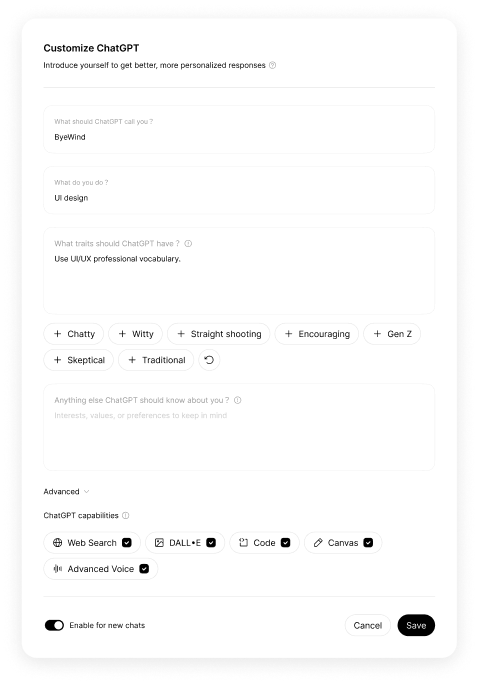 Customize ChatGPT
Introduce yourself to get better, more personalized responses
What should ChatGPT call you ?
ByeWind
What do you do ?
UI design
What traits should ChatGPT have ?
Use UI/UX professional vocabulary.
Chatty Witty Straight shooting Encouraging Gen Z
Skeptical Traditional
Anything else ChatGPT should know about you ?
Interests, values, or preferences to keep in mind
Advanced
ChatGPT capabilities
Web Search DALL•E Code Canvas
Advanced Voice
Enable for new chats Cancel Save